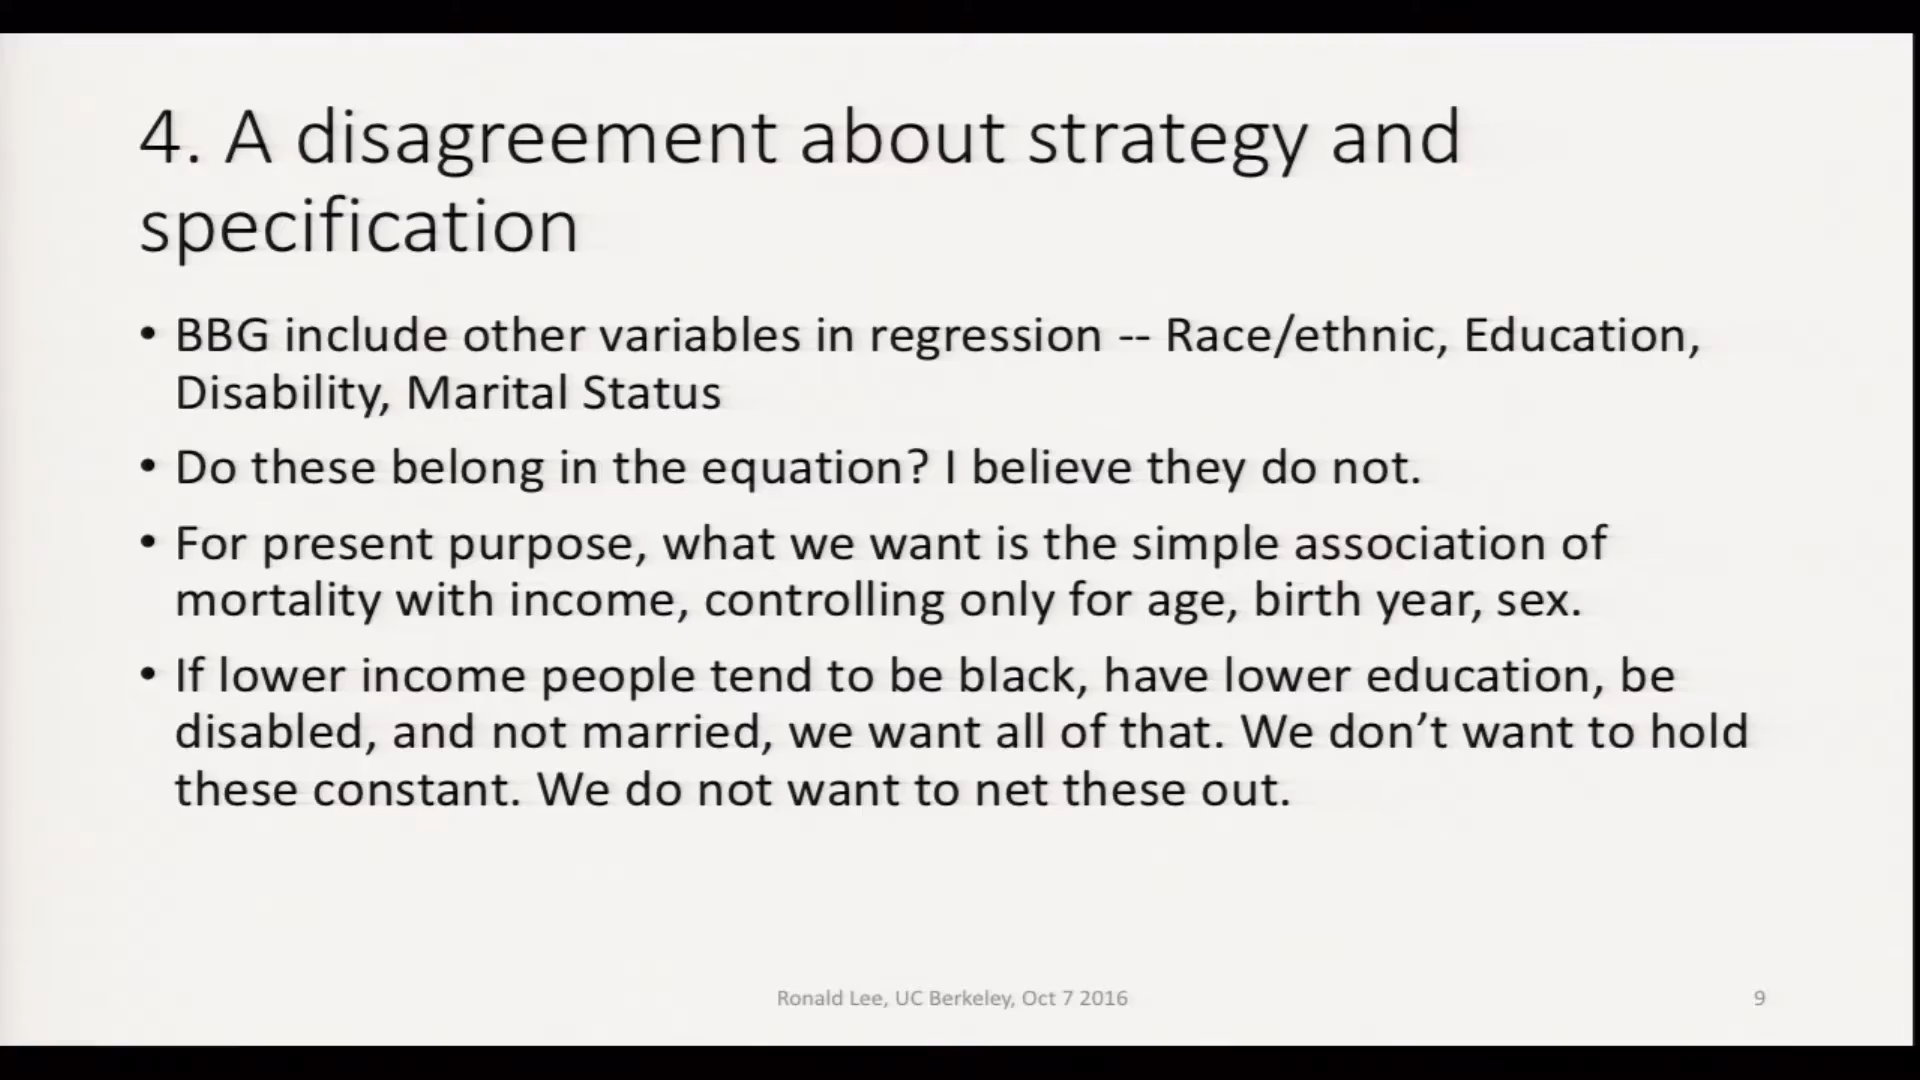 4. A disagreement about strategy and
specification
• BBG include other variables in regression -- Race/ethnic, Education,
Disability, Marital Status
• Do these belong in the equation? I believe they do not.
• For present purpose, what we want is the simple association of
mortality with income, controlling only for age, birth year, sex.
• If lower income people tend to be black, have lower education, be
disabled, and not married, we want all of that. We don’t want to hold
these constant. We do not want to net these out.
Ronald Lee, UC Berkeley, Oct 7 2016
9